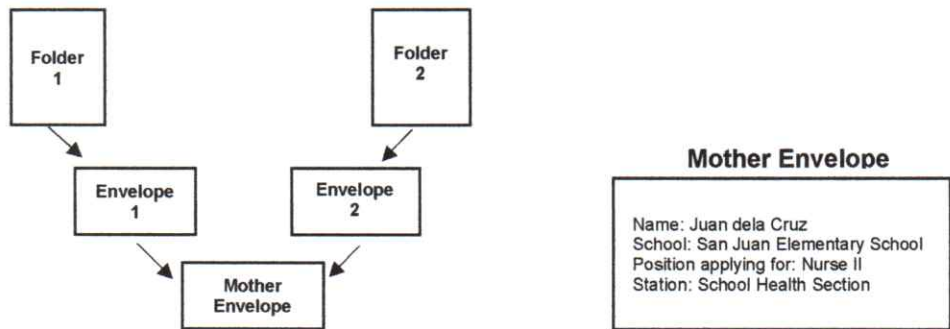 Folder
1
Folder
2
Envelope
1
Envelope
2
Mother
Envelope
Mother Envelope
Name: Juan dela Cruz
School: San Juan Elementary School
Position applying for: Nurse II
Station: School Health Section